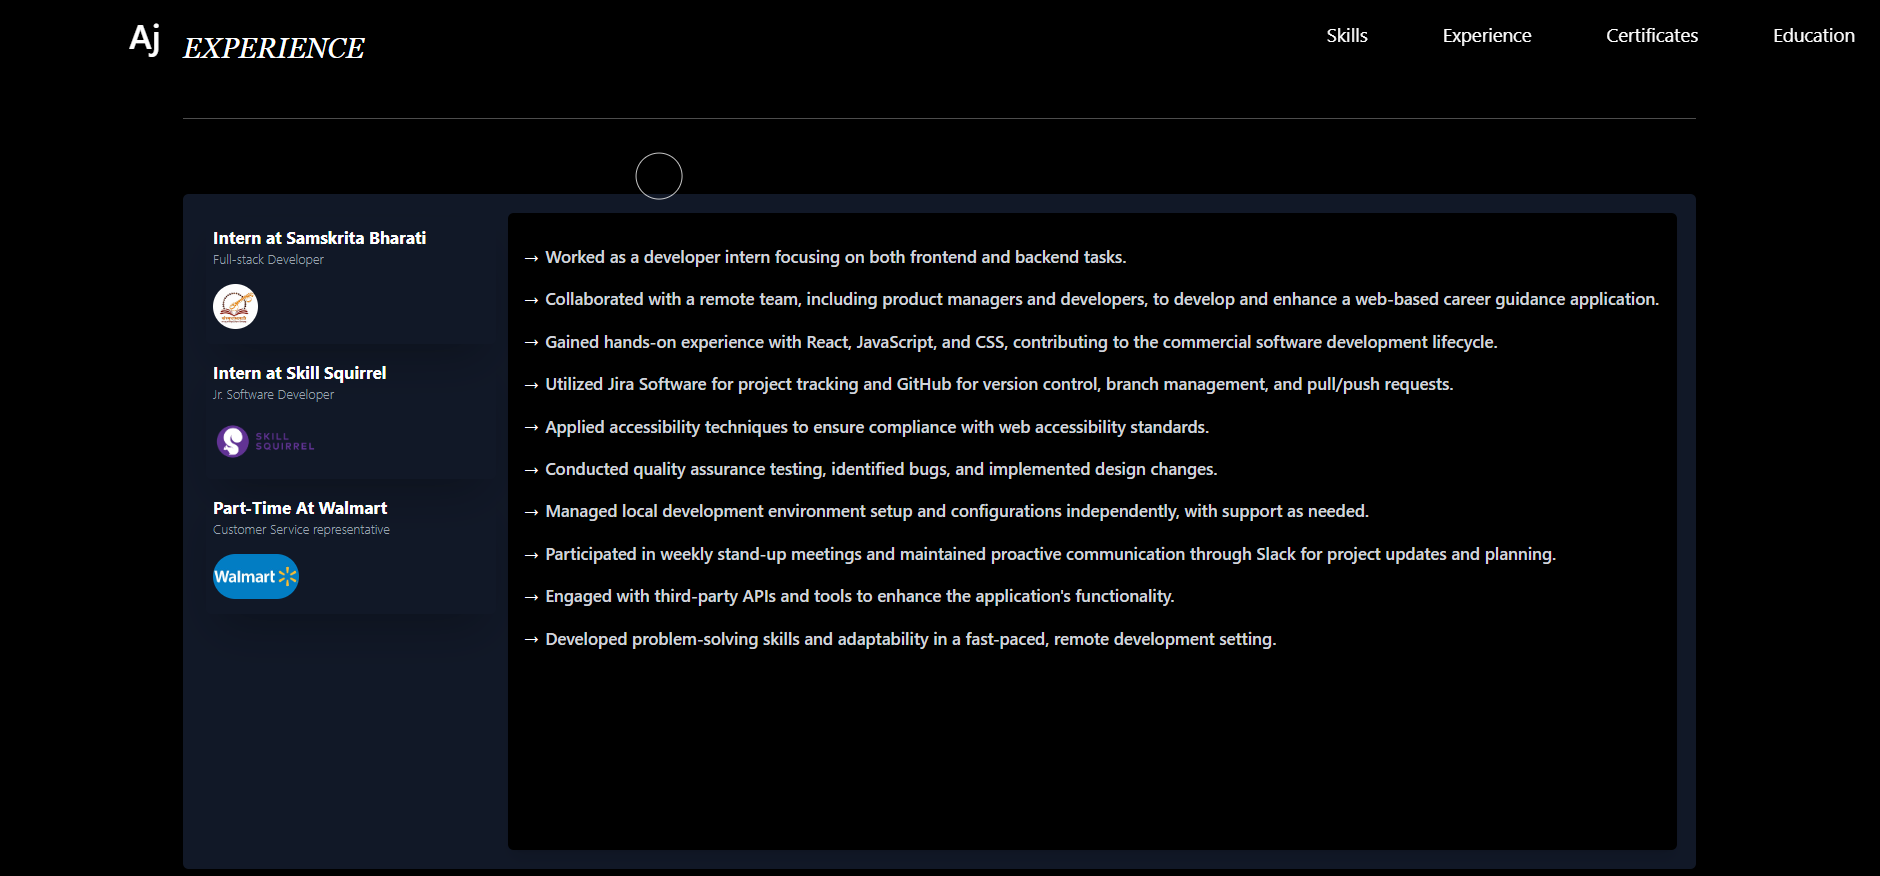 Aj
EXPERIENCE
Skills
Experience
Certificates
Education
Intern at Samskrita Bharati
Full-stack Developer
Intern at Skill Squirrel
Jr. Software Developer
SKILL
SQUIRREL
Part-Time At Walmart
Customer Service representative
Walmart
→ Worked as a developer intern focusing on both frontend and backend tasks.
→ Collaborated with a remote team, including product managers and developers, to develop and enhance a web-based career guidance application.
→ Gained hands-on experience with React, JavaScript, and CSS, contributing to the commercial software development lifecycle.
→ Utilized Jira Software for project tracking and GitHub for version control, branch management, and pull/push requests.
→ Applied accessibility techniques to ensure compliance with web accessibility standards.
→ Conducted quality assurance testing, identified bugs, and implemented design changes.
→ Managed local development environment setup and configurations independently, with support as needed.
→ Participated in weekly stand-up meetings and maintained proactive communication through Slack for project updates and planning.
→ Engaged with third-party APIs and tools to enhance the application's functionality.
→ Developed problem-solving skills and adaptability in a fast-paced, remote development setting.